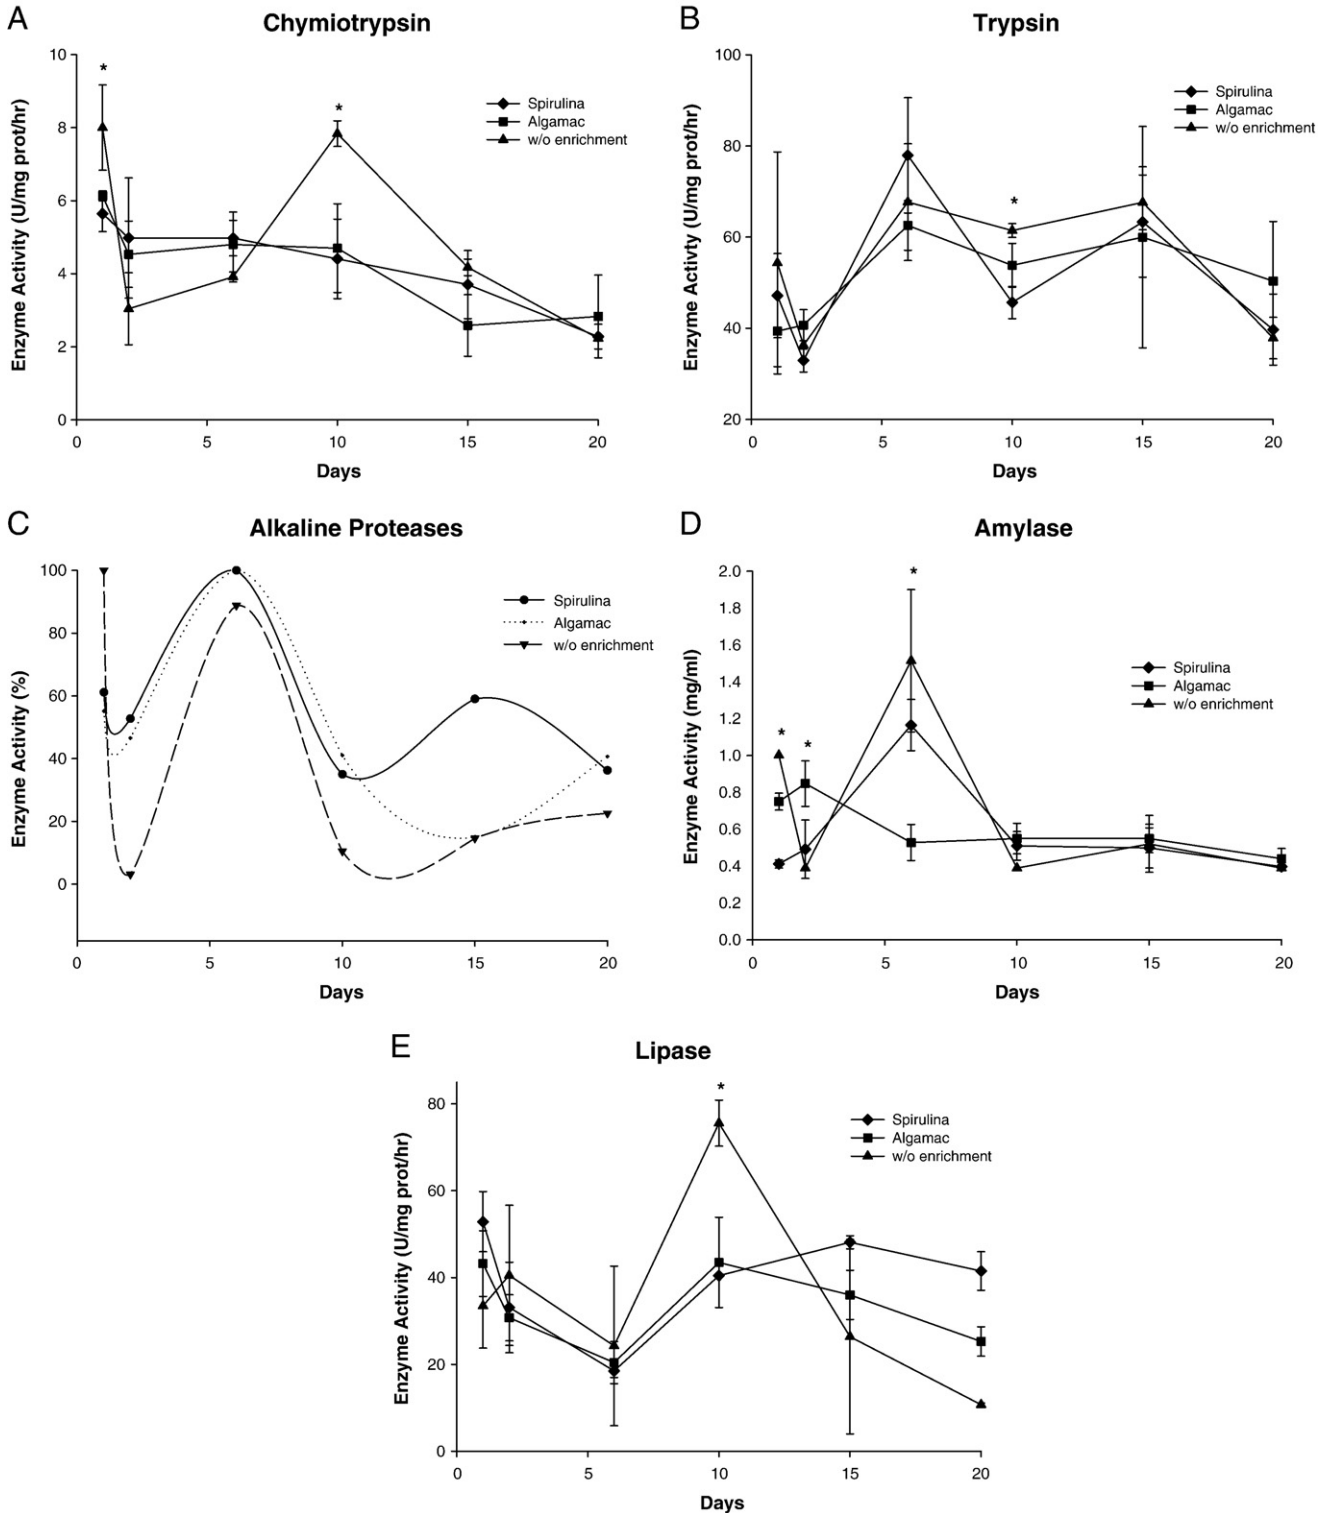 A
Chymiotrypsin
Enzyme Activity (U/mg prot/hr)
10
8
6
4
2
0
*
*
Spirulina
Algamac
w/o enrichment
0 5 10 15 20
Days
B
Trypsin
Enzyme Activty (U/mg prot/hr)
100
80
60
40
20
*
Spirulina
Algamac
w/o enrichment
0 5 10 15 20
Days
C
Alkaline Proteases
Enzyme Activity (%)
100
80
60
40
20
0
Spirulina
Algamac
w/o enrichment
0 5 10 15 20
Days
D
Amylase
Enzyme Activity (mg/ml)
2.0
1.8
1.6
1.4
1.2
1.0
0.8
0.6
0.4
0.2
0.0
*
*
*
Spirulina
Algamac
w/o enrichment
0 5 10 15 20
Days
E
Lipase
Enzyme Activity (U/mg prot/hr)
80
60
40
20
0
*
Spirulina
Algamac
w/o enrichment
0 5 10 15 20
Days